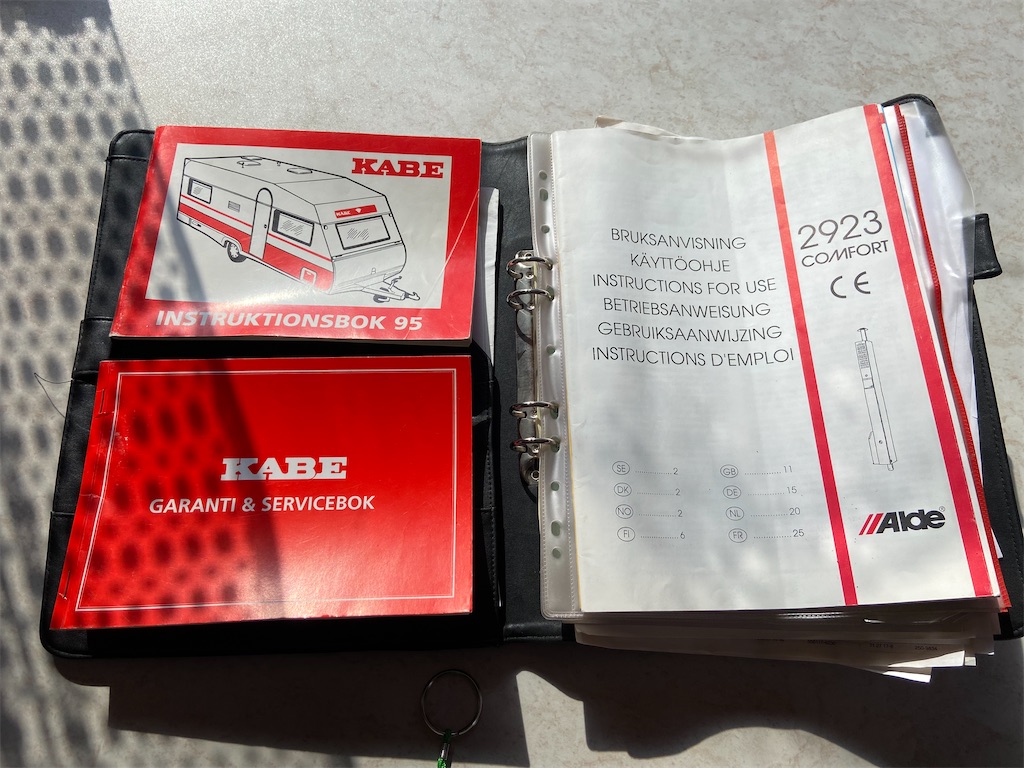 KABE
KABE
INSTRUKTIONSBOK 95
KABE
GARANTI & SERVICEBOK
BRUKSANVISNING
KÄYTTÖOHJE
INSTRUCTIONS FOR USE
BETRIEBSANWEISUNG
GEBRUIKSAANWIJZING
INSTRUCTIONS D'EMPLOI
SE ............... 2
DK ............... 2
NO ............... 2
FI ............... 6
GB ............... 11
DE ............... 15
NL ............... 20
FR ............... 25
2923
COMFORT
CE
Alde